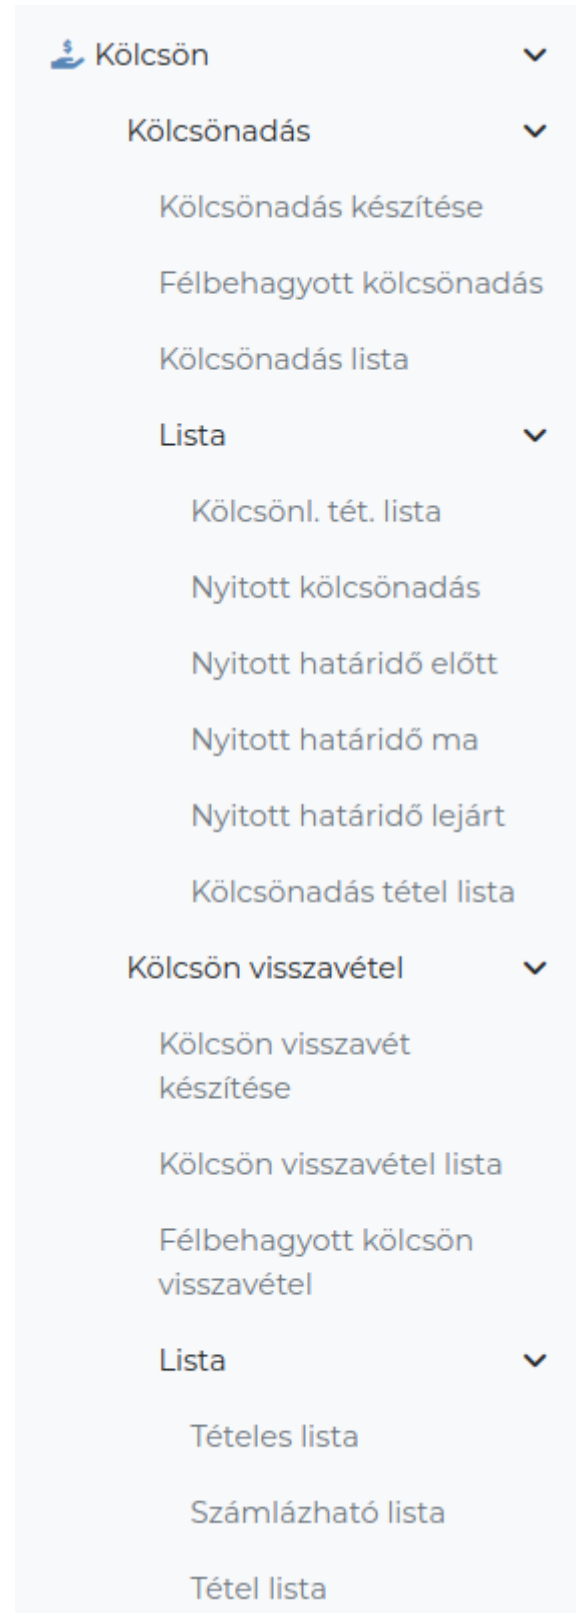 Kölcsön
Kölcsönadás
Kölcsönadás készítése
Félbehagyott kölcsönadás
Kölcsönadás lista
Lista
Kölcsönl. tét. lista
Nyitott kölcsönadás
Nyitott határidő előtt
Nyitott határidő ma
Nyitott határidő lejárt
Kölcsönadás tétel lista
Kölcsön visszavétel
Kölcsön visszavét
készítése
Kölcsön visszavétel lista
Félbehagyott kölcsön
visszavétel
Lista
Tételes lista
Számlázható lista
Tétel lista